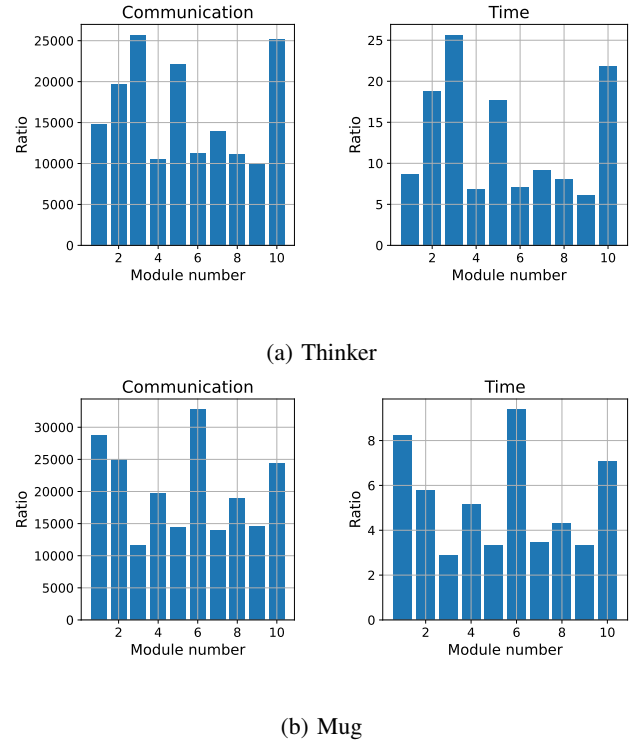 Communication
Time
25000
20000
15000
10000
5000
0
Ratio
2 4 6 8 10
Module number
25
20
15
10
5
0
Ratio
2 4 6 8 10
Module number
(a) Thinker
Communication
Time
30000
25000
20000
15000
10000
5000
0
Ratio
2 4 6 8 10
Module number
8
6
4
2
0
Ratio
2 4 6 8 10
Module number
(b) Mug